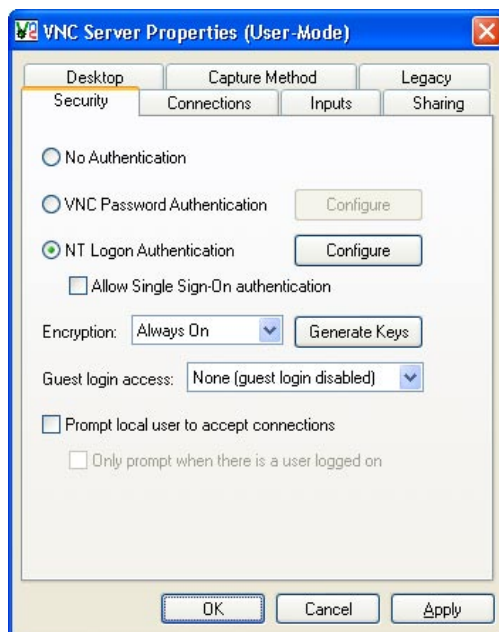 VNC Server Properties (User-Mode)
Desktop Capture Method Legacy
Security Connections Inputs Sharing
No Authentication
VNC Password Authentication Configure
NT Logon Authentication Configure
Allow Single Sign-On authentication
Encryption: Always On Generate Keys
Guest login access: None (guest login disabled)
Prompt local user to accept connections
Only prompt when there is a user logged on
OK Cancel Apply